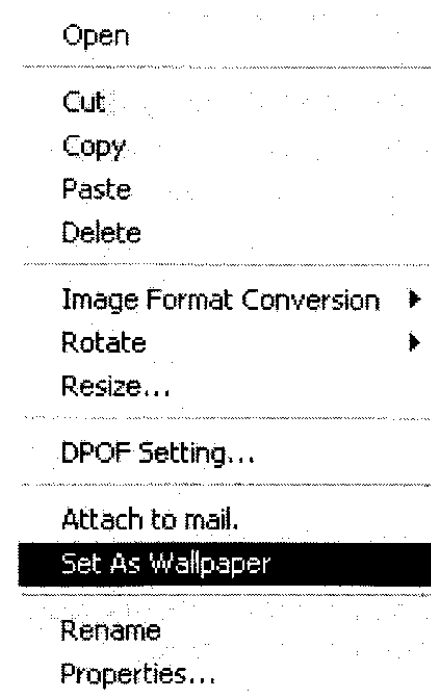 Open
Cut
Copy
Paste
Delete
Image Format Conversion
Rotate
Resize...
DPOF Setting...
Attach to mail.
Set As Wallpaper
Rename
Properties...